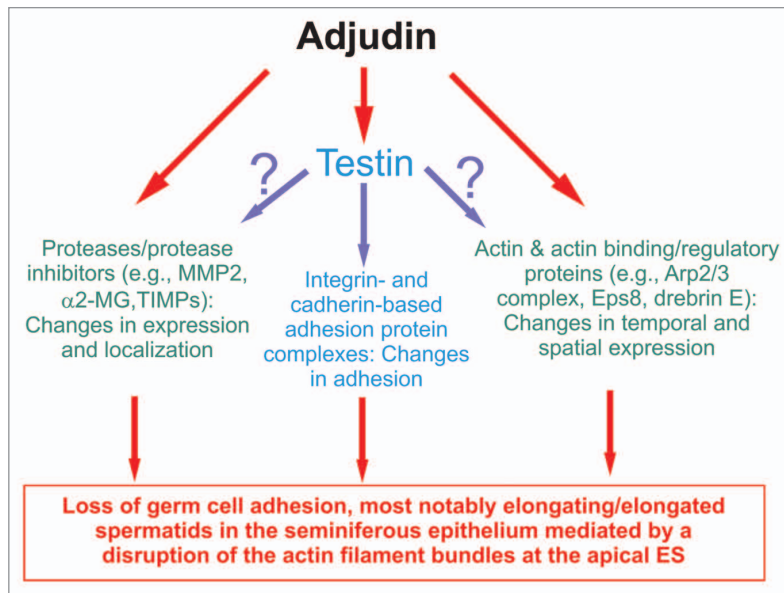 Adjudin
?
Testin
?
Proteases/protease
inhibitors (e.g., MMP2,
α2-MG,TIMPs):
Changes in expression
and localization
Integrin- and
cadherin-based
adhesion protein
complexes: Changes
in adhesion
Actin & actin binding/regulatory
proteins (e.g., Arp2/3
complex, Eps8, drebrin E):
Changes in temporal and
spatial expression
Loss of germ cell adhesion, most notably elongating/elongated
spermatids in the seminiferous epithelium mediated by a
disruption of the actin filament bundles at the apical ES